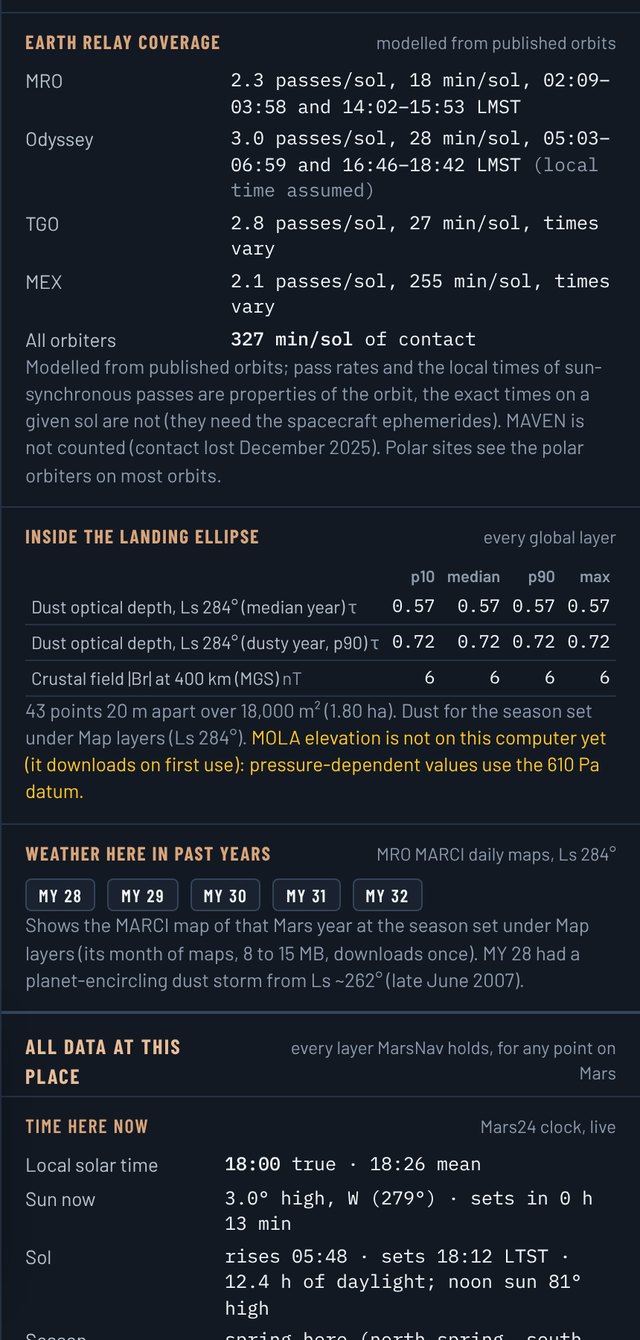 EARTH RELAY COVERAGE modelled from published orbits
MRO 2.3 passes/sol, 18 min/sol, 02:09–
03:58 and 14:02–15:53 LMST
Odyssey 3.0 passes/sol, 28 min/sol, 05:03–
06:59 and 16:46–18:42 LMST (local
time assumed)
TGO 2.8 passes/sol, 27 min/sol, times
vary
MEX 2.1 passes/sol, 255 min/sol, times
vary
All orbiters 327 min/sol of contact
Modelled from published orbits; pass rates and the local times of sun-
synchronous passes are properties of the orbit, the exact times on a
given sol are not (they need the spacecraft ephemerides). MAVEN is
not counted (contact lost December 2025). Polar sites see the polar
orbiters on most orbits.
INSIDE THE LANDING ELLIPSE every global layer
p10 median p90 max
Dust optical depth, Ls 284° (median year) τ 0.57 0.57 0.57 0.57
Dust optical depth, Ls 284° (dusty year, p90) τ 0.72 0.72 0.72 0.72
Crustal field |Br| at 400 km (MGS) nT 6 6 6 6
43 points 20 m apart over 18,000 m² (1.80 ha). Dust for the season set
under Map layers (Ls 284°). MOLA elevation is not on this computer yet
(it downloads on first use): pressure-dependent values use the 610 Pa
datum.
WEATHER HERE IN PAST YEARS MRO MARCI daily maps, Ls 284°
MY 28 MY 29 MY 30 MY 31 MY 32
Shows the MARCI map of that Mars year at the season set under Map
layers (its month of maps, 8 to 15 MB, downloads once). MY 28 had a
planet-encircling dust storm from Ls ~262° (late June 2007).
ALL DATA AT THIS every layer MarsNav holds, for any point on
PLACE Mars
TIME HERE NOW Mars24 clock, live
Local solar time 18:00 true · 18:26 mean
Sun now 3.0° high, W (279°) · sets in 0 h
13 min
Sol rises 05:48 · sets 18:12 LTST ·
12.4 h of daylight; noon sun 81°
high
Season spring here (north spring, south